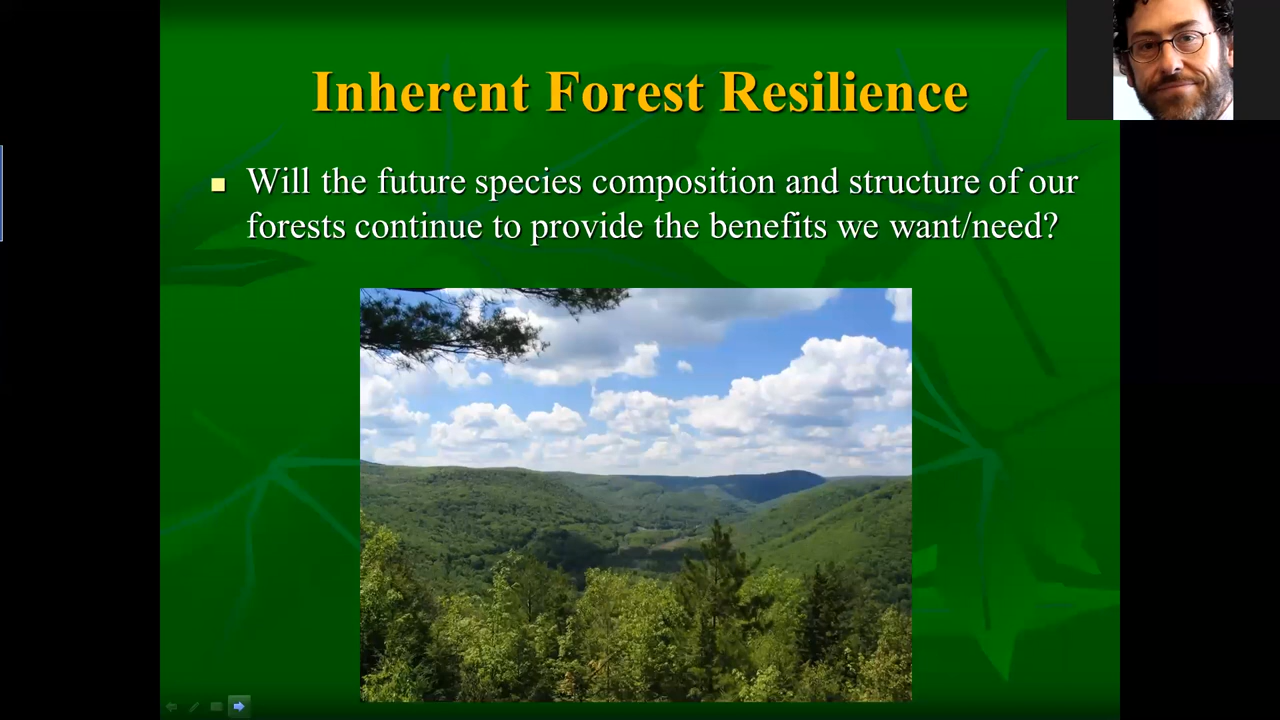 Inherent Forest Resilience
Will the future species composition and structure of our
forests continue to provide the benefits we want/need?